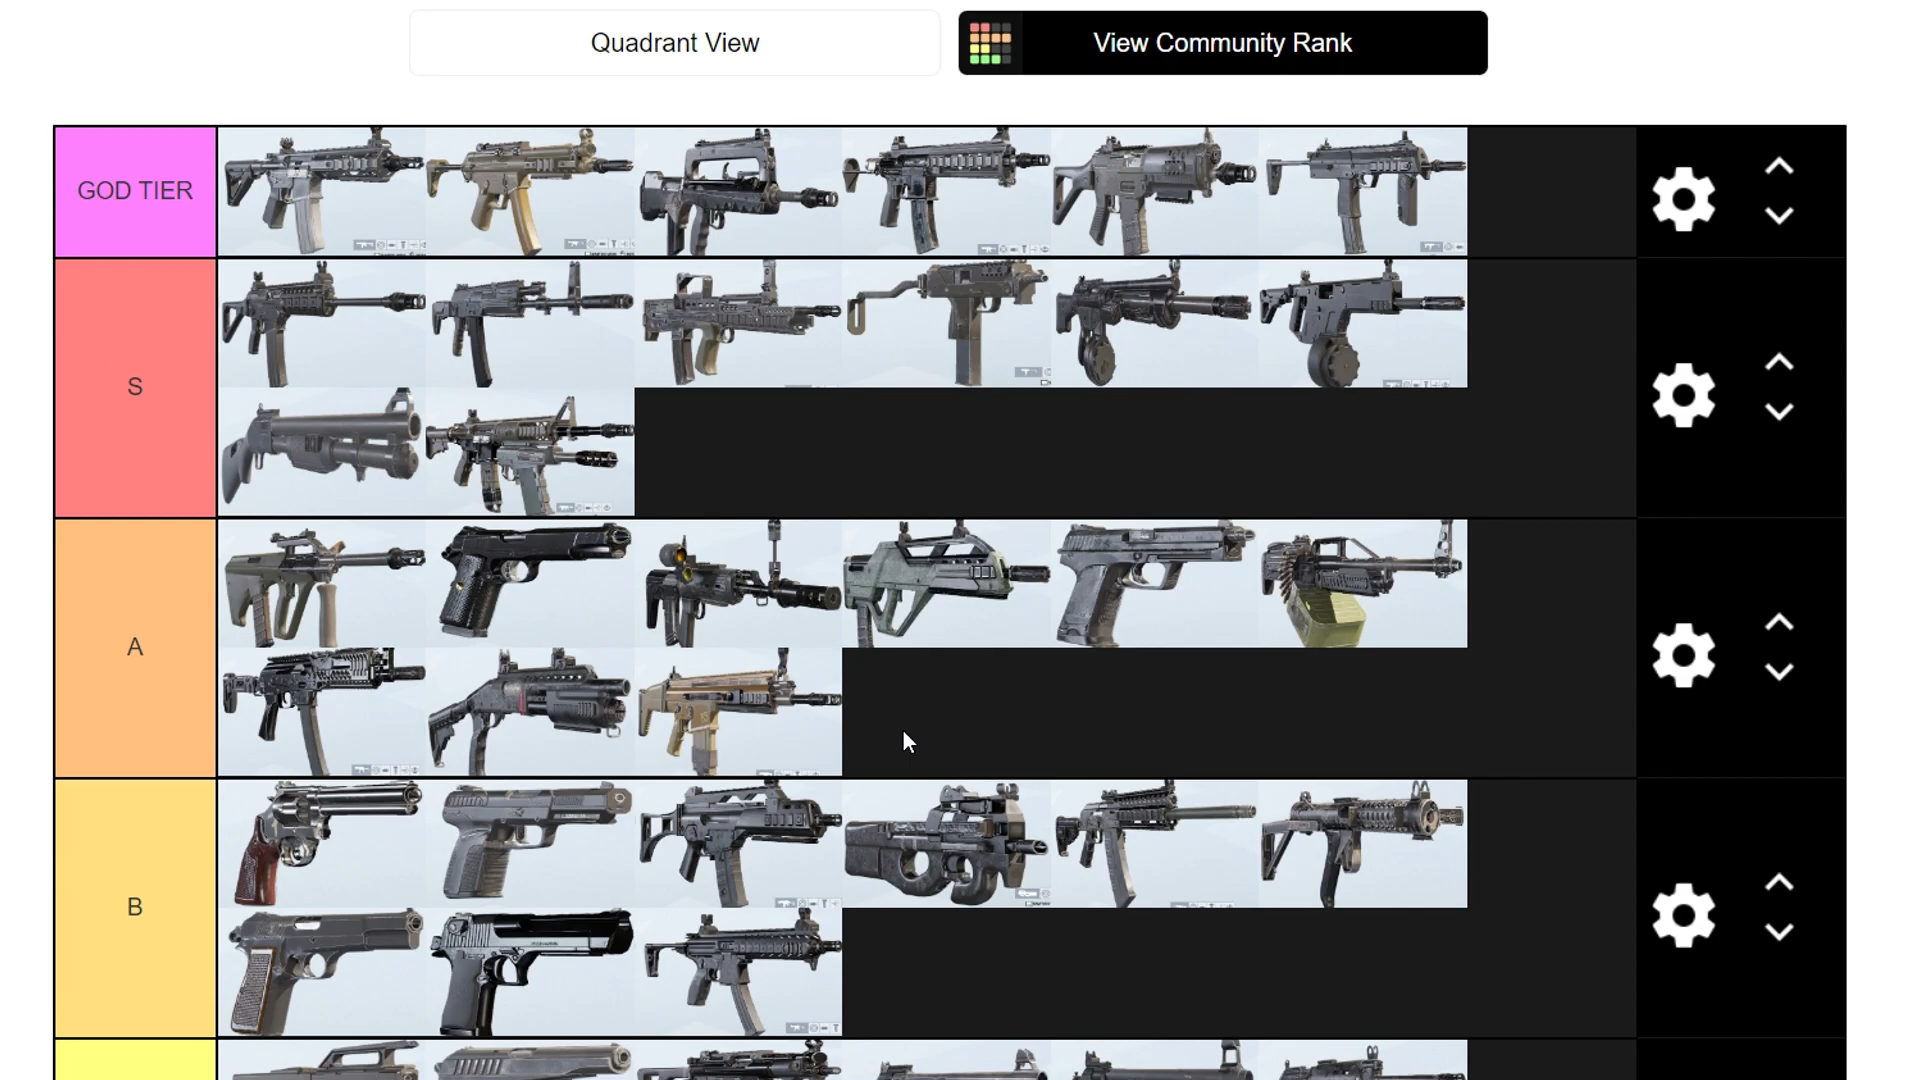 Quadrant View
View Community Rank
GOD TIER
S
A
B